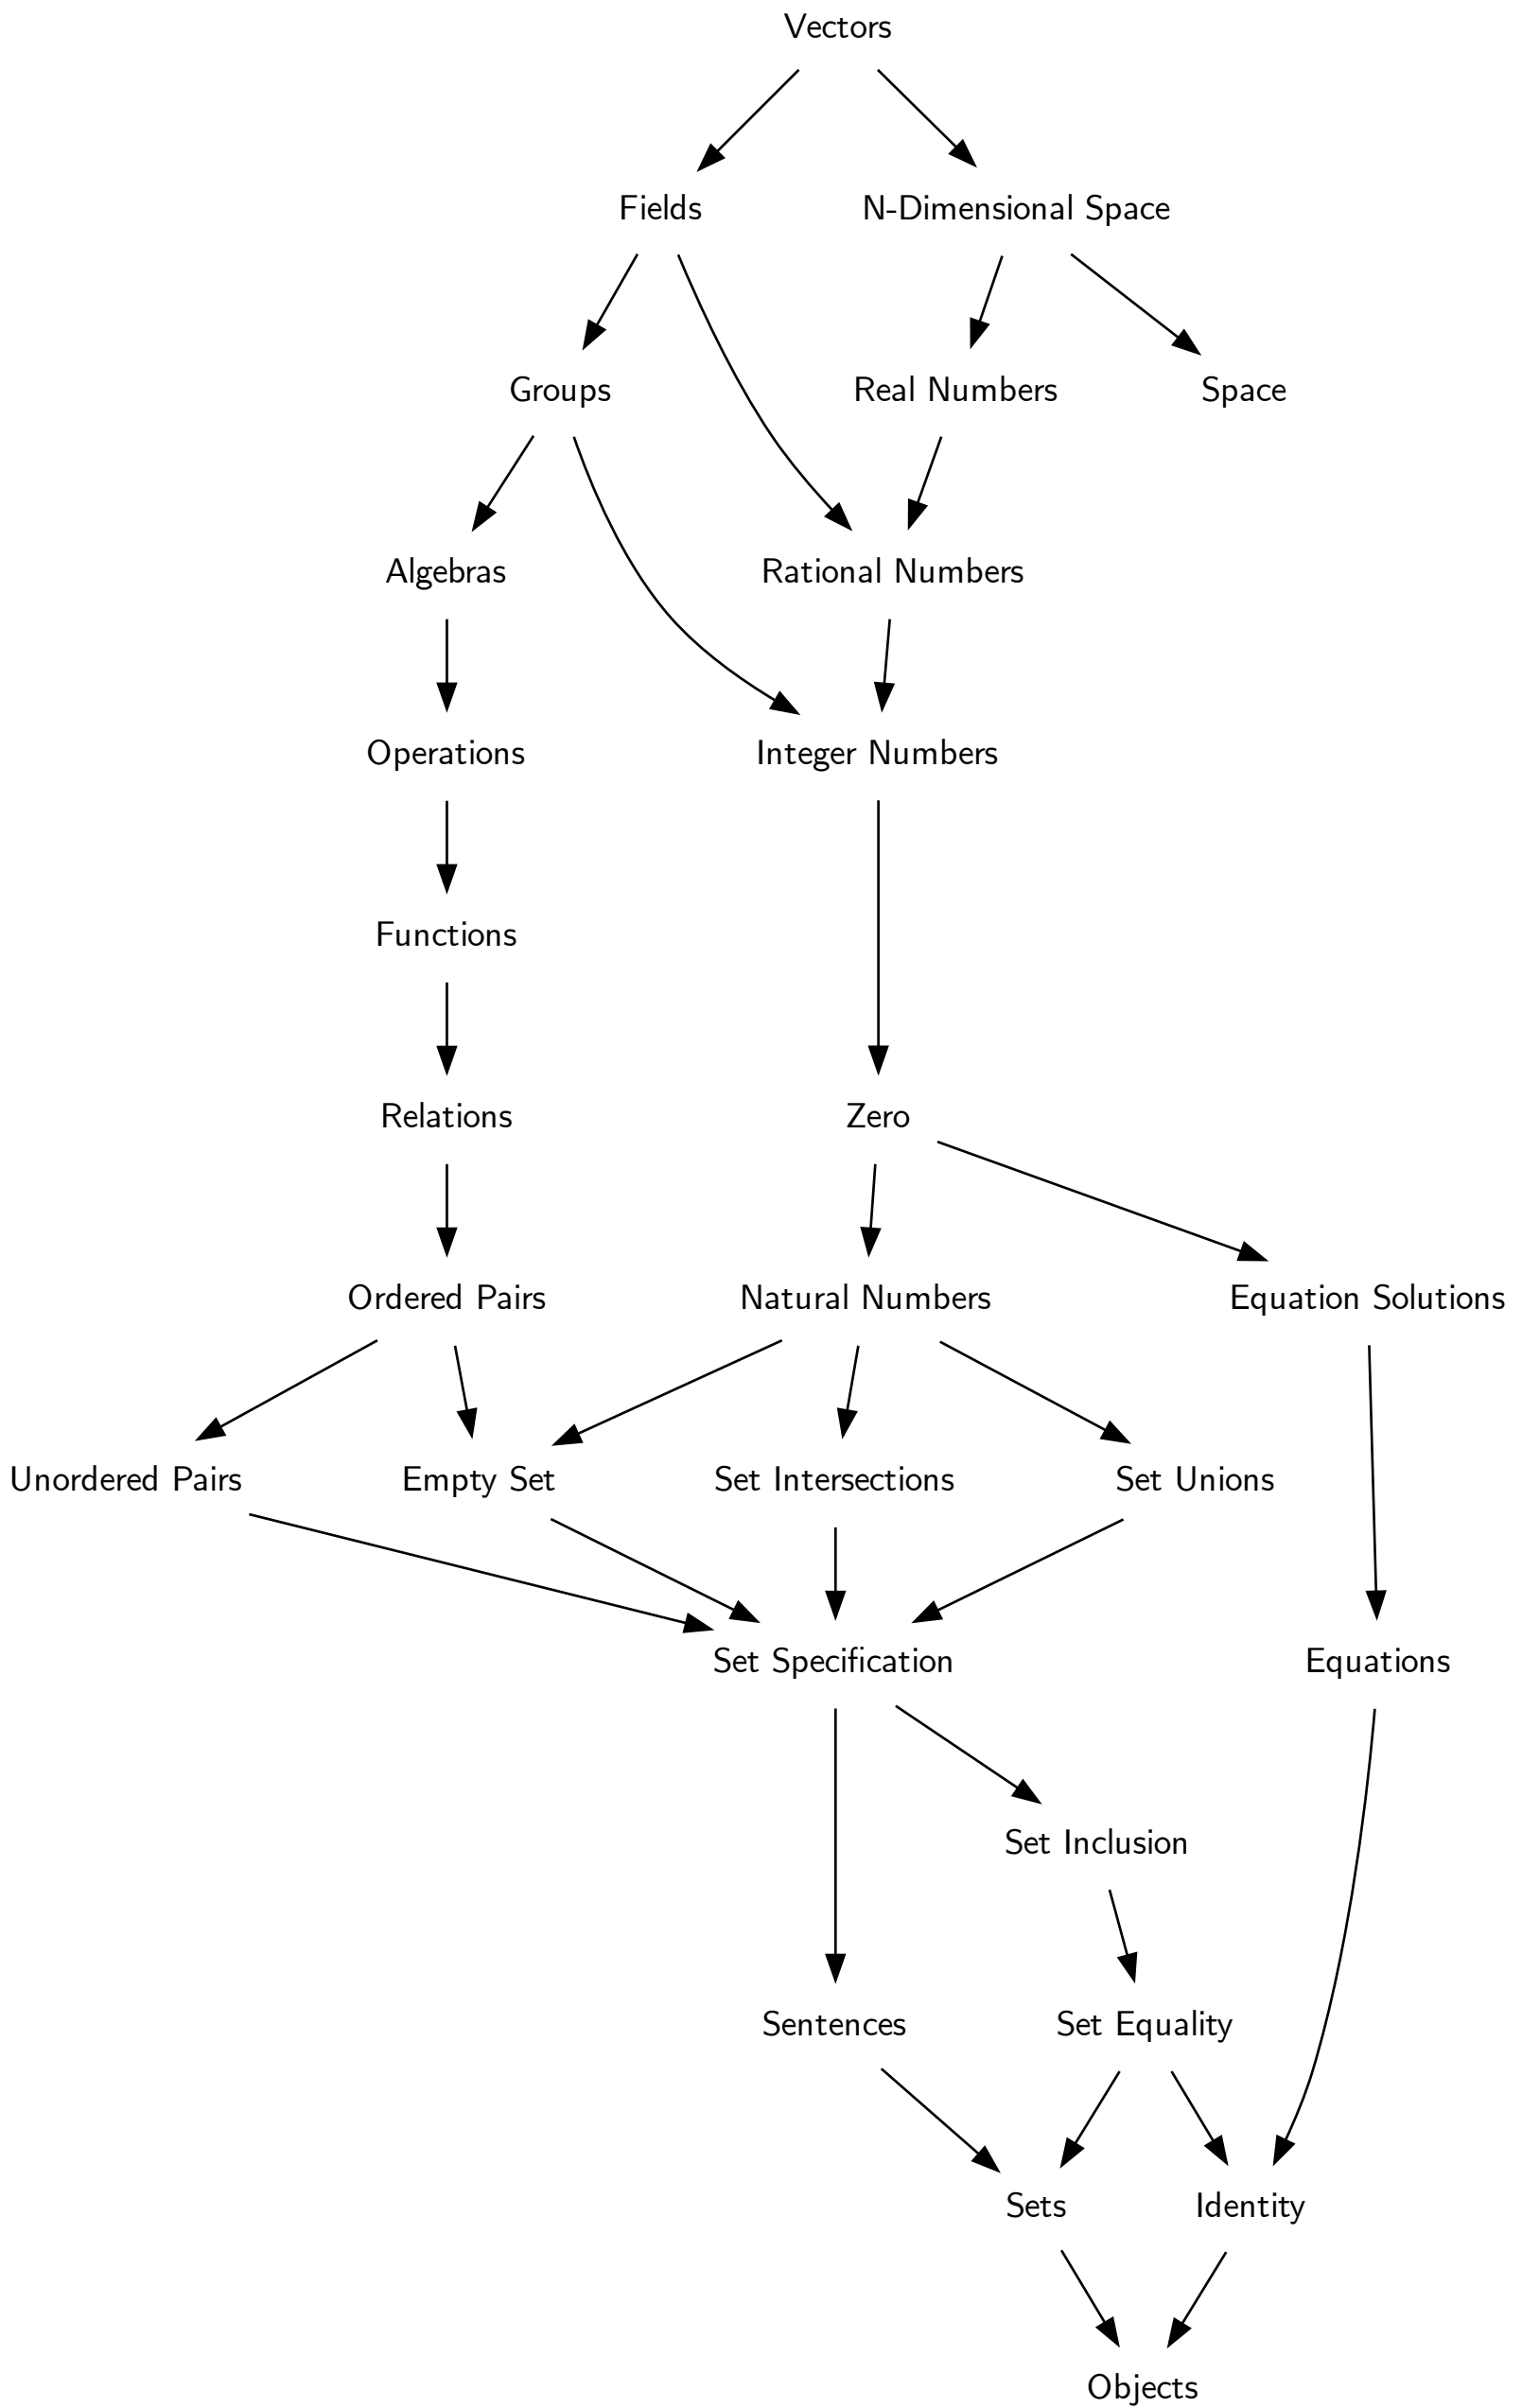 Vectors
Fields
N-Dimensional Space
Groups
Real Numbers
Space
Algebras
Rational Numbers
Operations
Integer Numbers
Functions
Relations
Zero
Ordered Pairs
Natural Numbers
Equation Solutions
Unordered Pairs
Empty Set
Set Intersections
Set Unions
Set Specification
Equations
Set Inclusion
Sentences
Set Equality
Sets
Identity
Objects